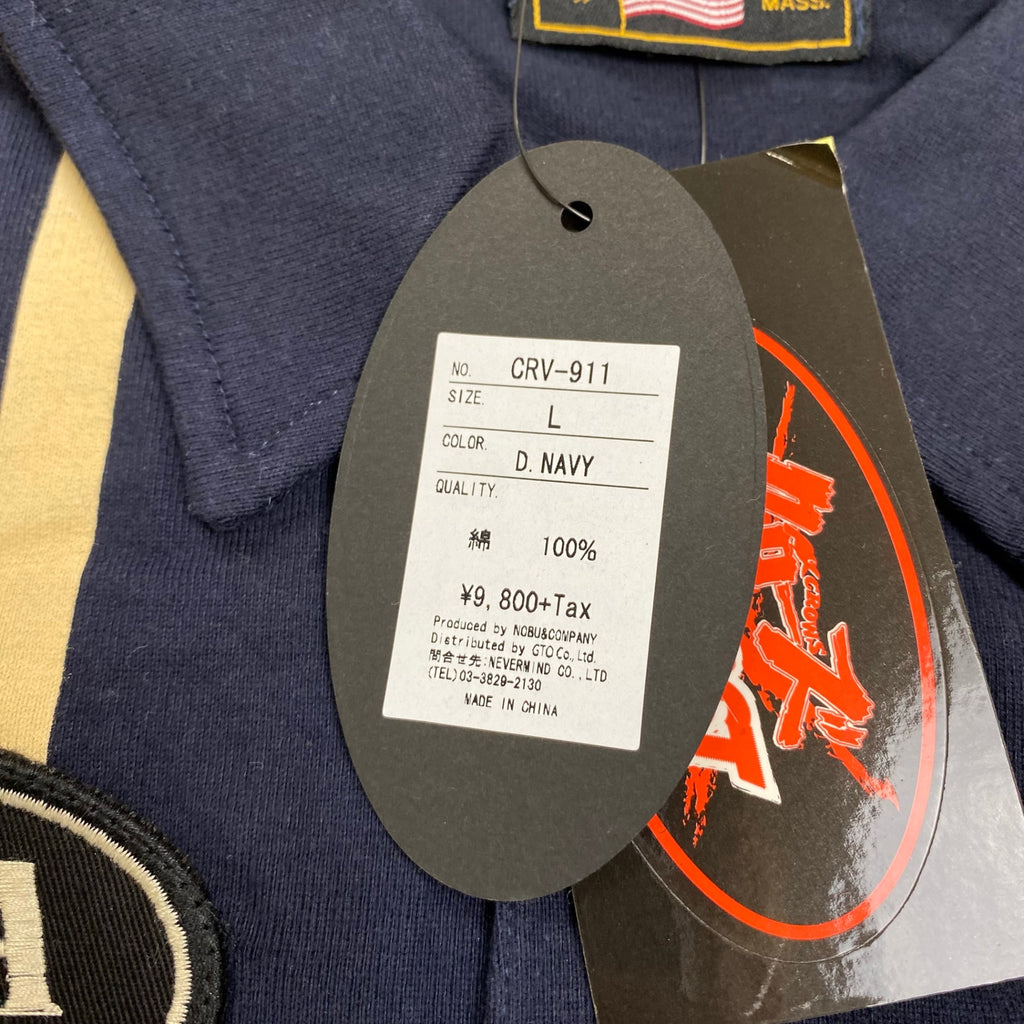 MASS.
NO. CRV-911
SIZE. L
COLOR. D. NAVY
QUALITY.
綿 100%
¥9,800+Tax
Produced by NOBU&COMPANY
Distributed by GTO Co., Ltd.
問合せ先:NEVERMIND CO.,LTD
(TEL)03-3829-2130
MADE IN CHINA